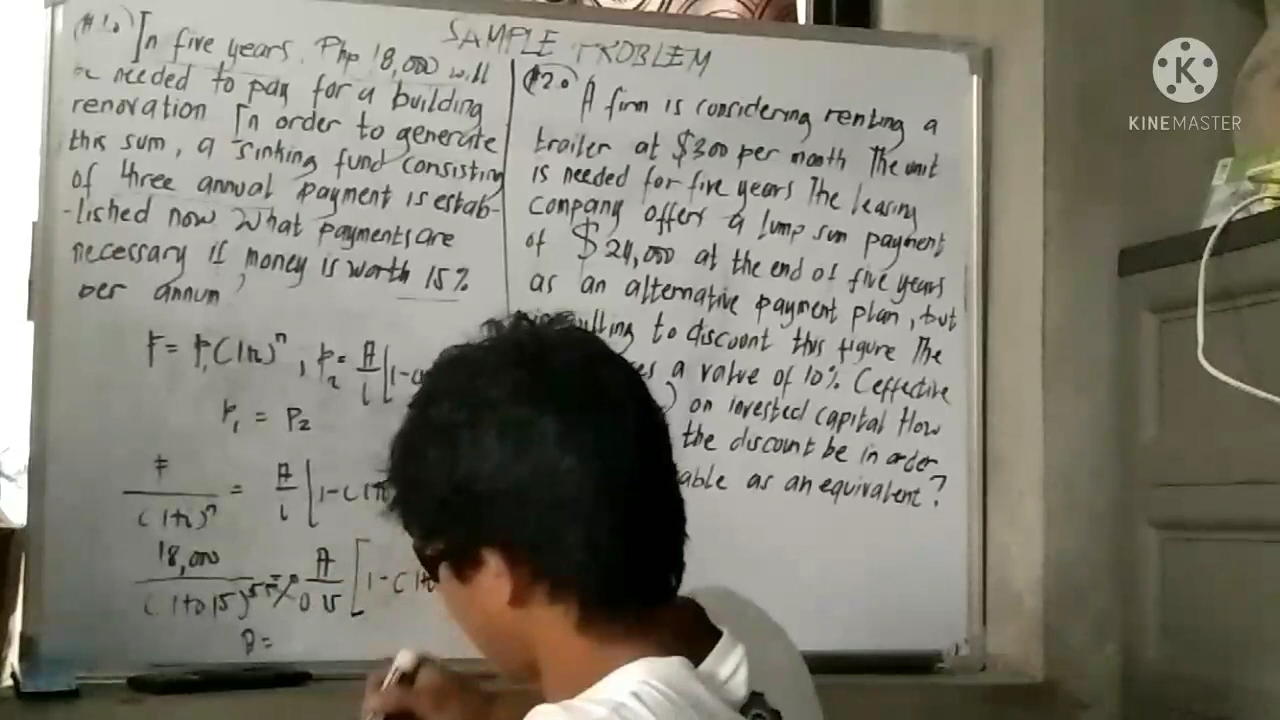 SAMPLE PROBLEM
#1.) In five years. Php 18,000 will
be needed to pay for a building
renovation In order to generate
this sum, a sinking fund consisting
of three annual payment is estab-
-lished now What payments are
necessary if money is worth 15%
per annum ?
F = P₁(1+i)ⁿ, P₂ = A/i [1-(
P₁ = P₂
F/(1+i)ⁿ = A/i [1-(1+i)
18,000/(1+0.15)⁵ = A/0.15 [1-(1+
#2.) A firm is considering renting a
trailer at $300 per month The unit
is needed for five years The leasing
company offers a lump sum payment
of $24,000 at the end of five years
as an alternative payment plan, but
willing to discount this figure The
a value of 10% (effective
) on invested capital How
the discount be in order
able as an equivalent?
K
KINEMASTER